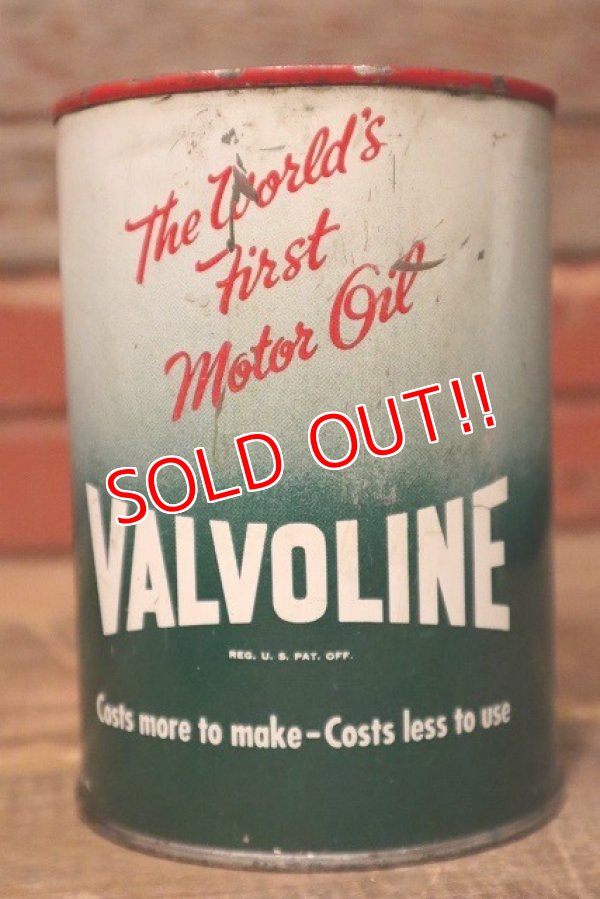 The World's
First
Motor Oil
SOLD OUT!!
VALVOLINE
REG. U. S. PAT. OFF.
Costs more to make-Costs less to use